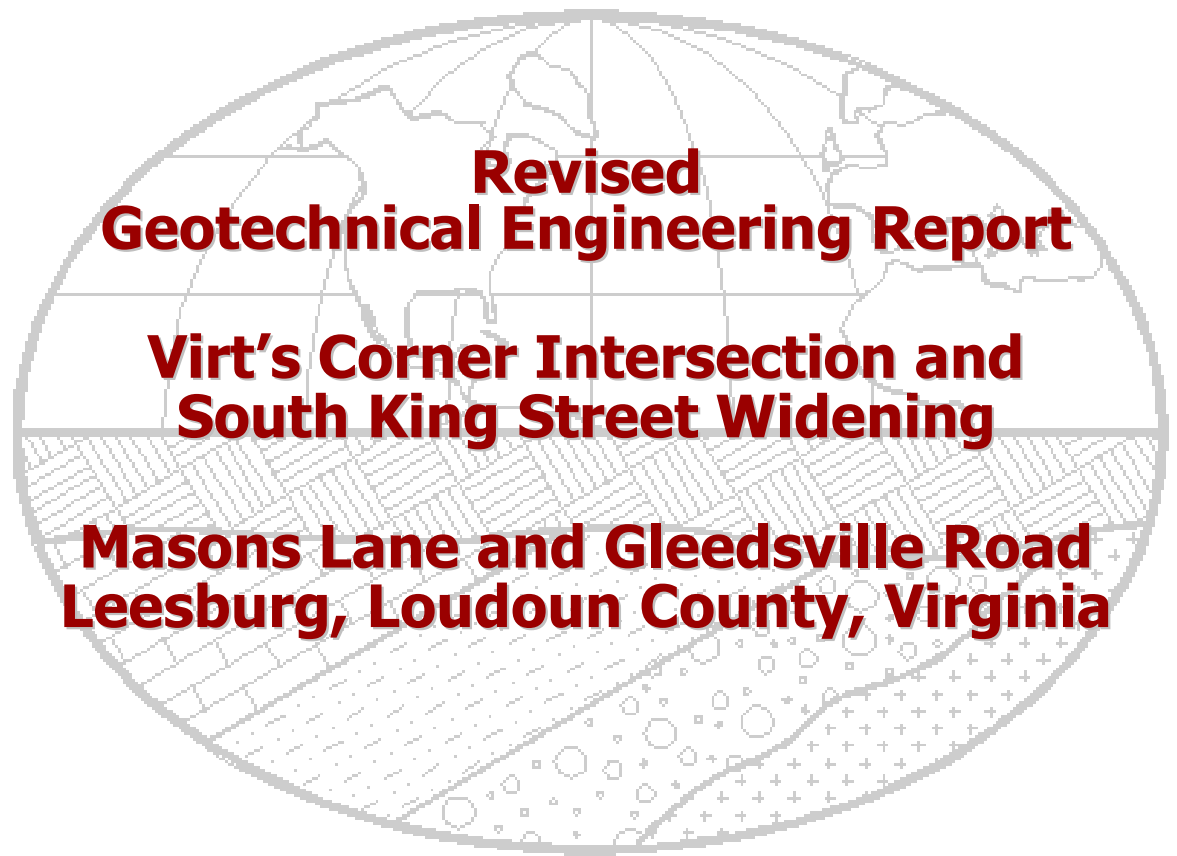 Revised
Geotechnical Engineering Report
Virt’s Corner Intersection and
South King Street Widening
Masons Lane and Gleedsville Road
Leesburg, Loudoun County, Virginia